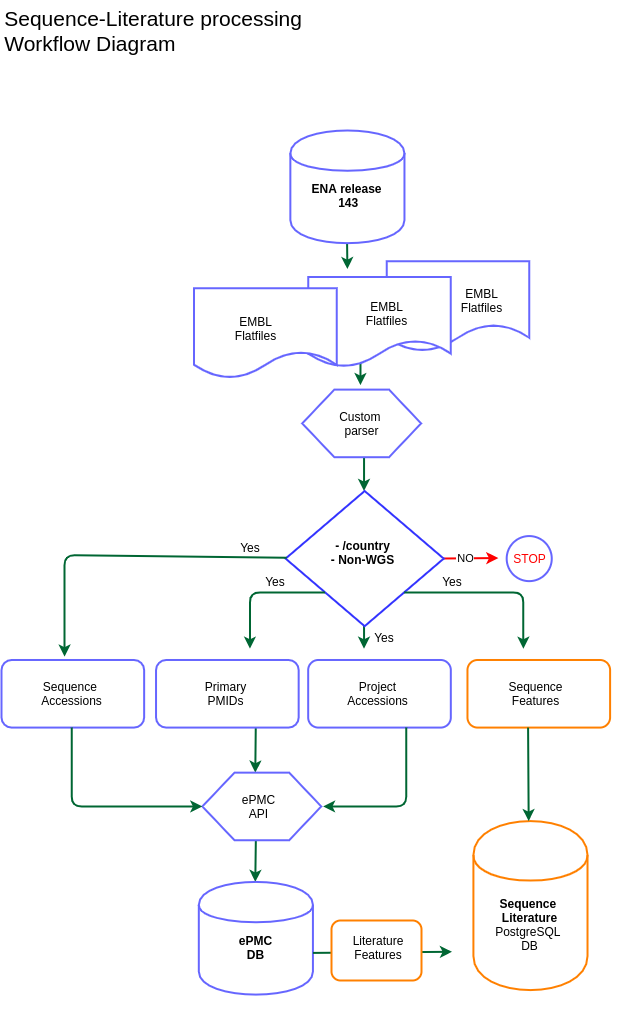 Sequence-Literature processing
Workflow Diagram
ENA release
143
EMBL
Flatfiles
EMBL
Flatfiles
EMBL
Flatfiles
Custom
parser
- /country
- Non-WGS
NO
STOP
Yes
Yes
Yes
Yes
Sequence
Accessions
Primary
PMIDs
Project
Accessions
Sequence
Features
ePMC
API
ePMC
DB
Literature
Features
Sequence
Literature
PostgreSQL
DB